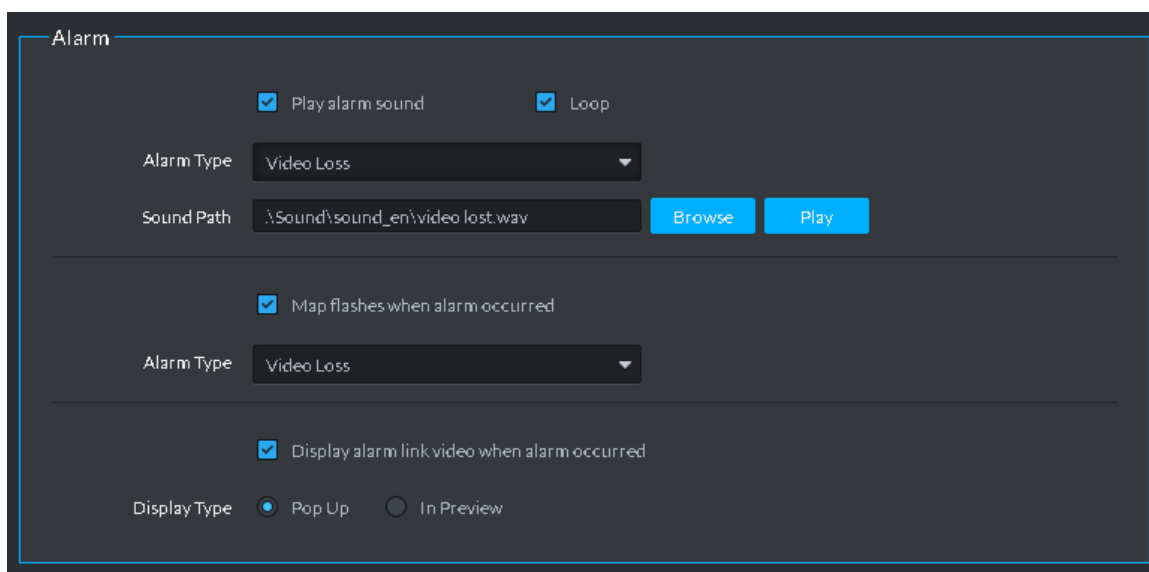 Alarm
Play alarm sound Loop
Alarm Type Video Loss
Sound Path .\Sound\sound_en\video lost.wav Browse Play
Map flashes when alarm occurred
Alarm Type Video Loss
Display alarm link video when alarm occurred
Display Type Pop Up In Preview